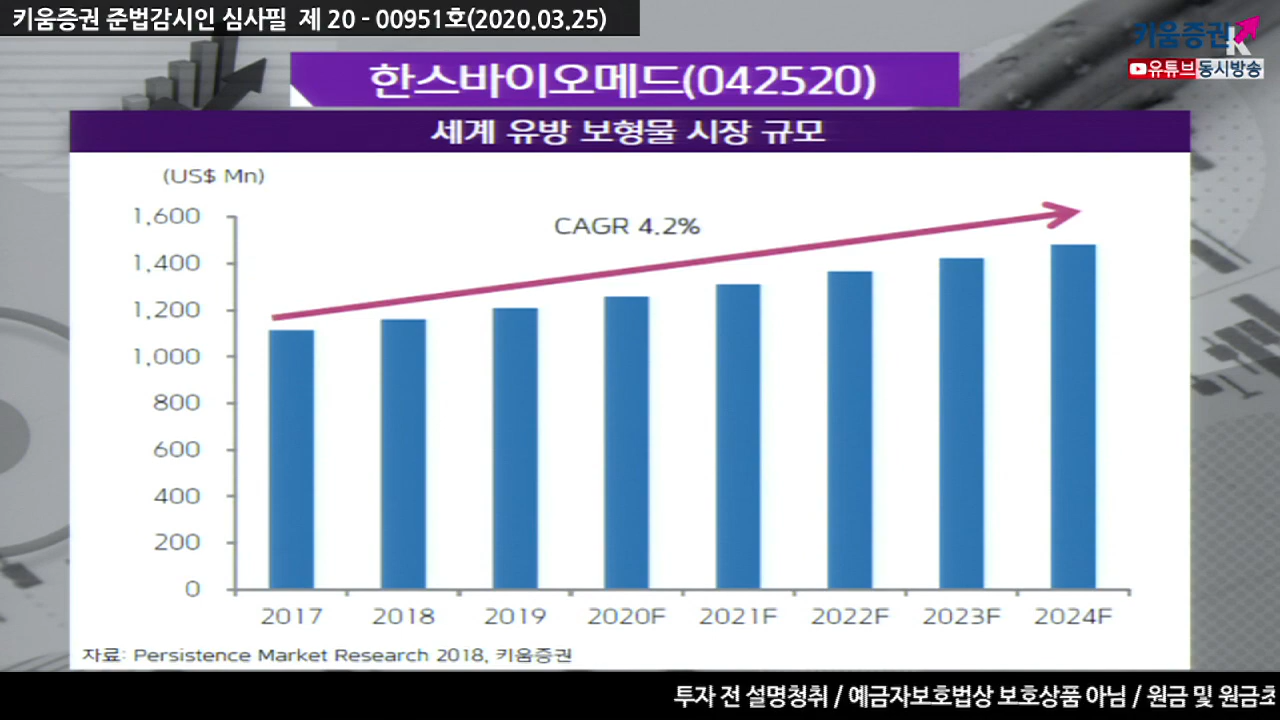 키움증권 준법감시인 심사필 제 20 - 00951호(2020.03.25)
키움증권
유튜브 동시방송
한스바이오메드(042520)
세계 유방 보형물 시장 규모
(US$ Mn)
CAGR 4.2%
1,600
1,400
1,200
1,000
800
600
400
200
0
2017 2018 2019 2020F 2021F 2022F 2023F 2024F
자료: Persistence Market Research 2018, 키움증권
투자 전 설명청취 / 예금자보호법상 보호상품 아님 / 원금 및 원금초